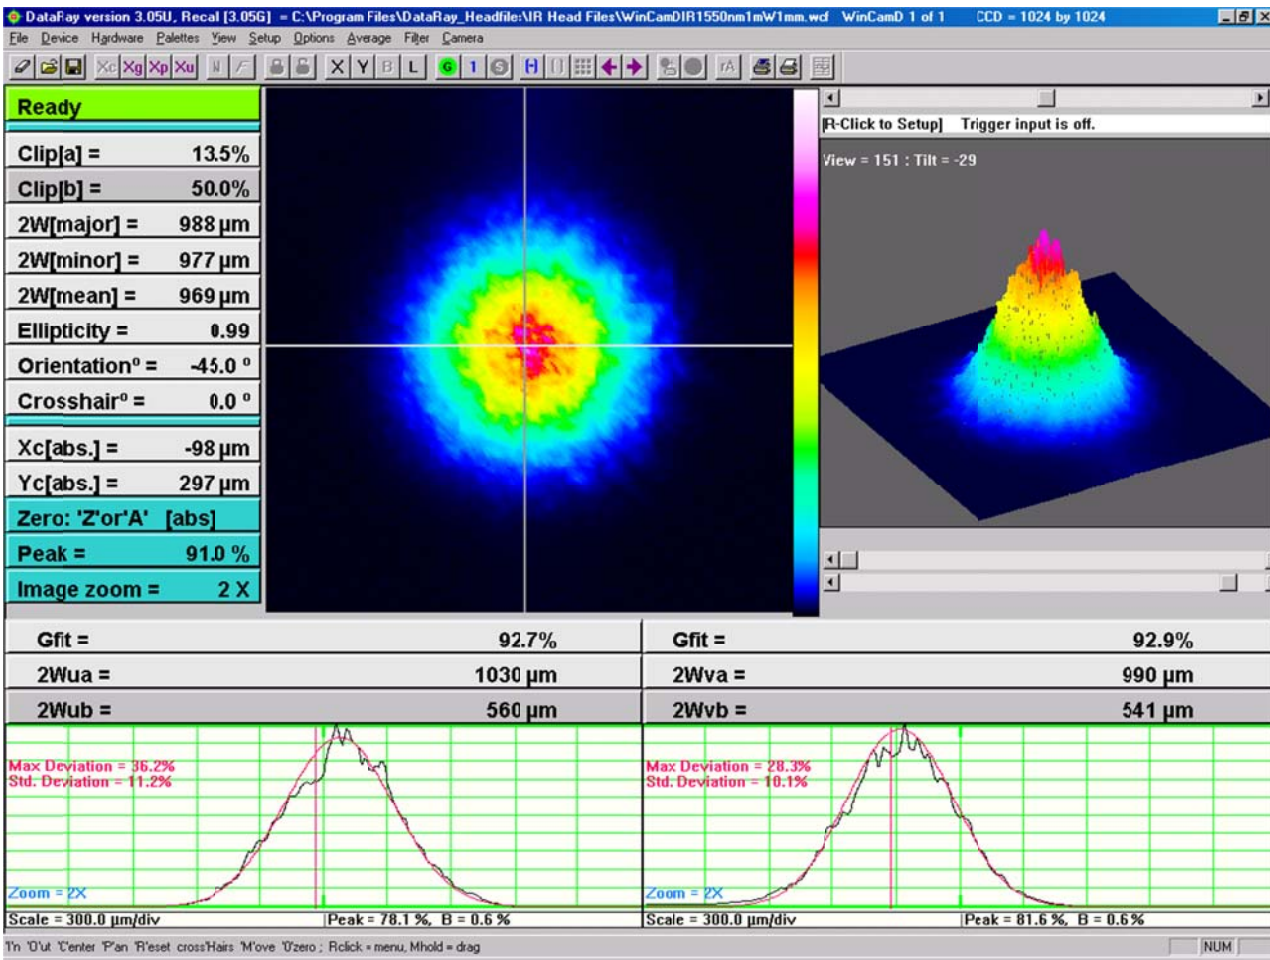 DataRay version 3.05U, Recal [3.05G] = C:\Program Files\DataRay_Headfile:\IR Head Files\WinCamDIR1550nm1mW1mm.wcf WinCamD 1 of 1 CCD = 1024 by 1024
File Device Hardware Palettes View Setup Options Average Filter Camera
Xc Xg Xp Xu N F X Y B L G 1 S rA
Ready
[R-Click to Setup] Trigger input is off.
View = 151 : Tilt = -29
Clip[a] = 13.5%
Clip[b] = 50.0%
2W[major] = 988 µm
2W[minor] = 977 µm
2W[mean] = 969 µm
Ellipticity = 0.99
Orientation° = -45.0 °
Crosshair° = 0.0 °
Xc[abs.] = -98 µm
Yc[abs.] = 297 µm
Zero: 'Z'or'A' [abs]
Peak = 91.0 %
Image zoom = 2 X
Gfit = 92.7%
2Wua = 1030 µm
2Wub = 560 µm
Max Deviation = 36.2%
Std. Deviation = 11.2%
Zoom = 2X
Scale = 300.0 µm/div Peak = 78.1 %, B = 0.6 %
Gfit = 92.9%
2Wva = 990 µm
2Wvb = 541 µm
Max Deviation = 28.3%
Std. Deviation = 10.1%
Zoom = 2X
Scale = 300.0 µm/div Peak = 81.6 %, B = 0.6 %
'I'n 'O'ut 'C'enter 'P'an 'R'eset cross'Hairs 'M'ove '0'zero ; Rclick = menu, Mhold = drag
NUM